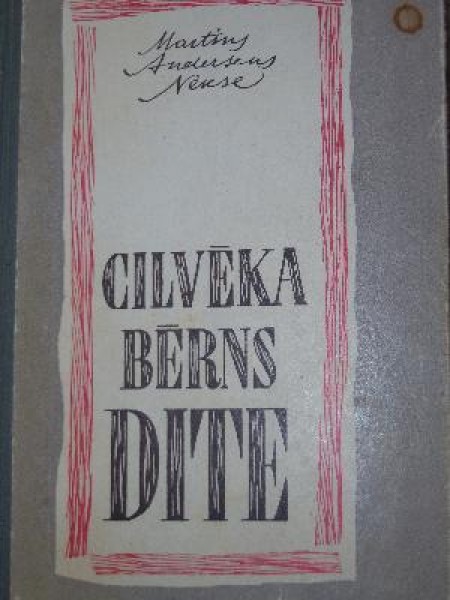 Martins
Andersens
Nekse
CILVĒKA
BĒRNS
DITE